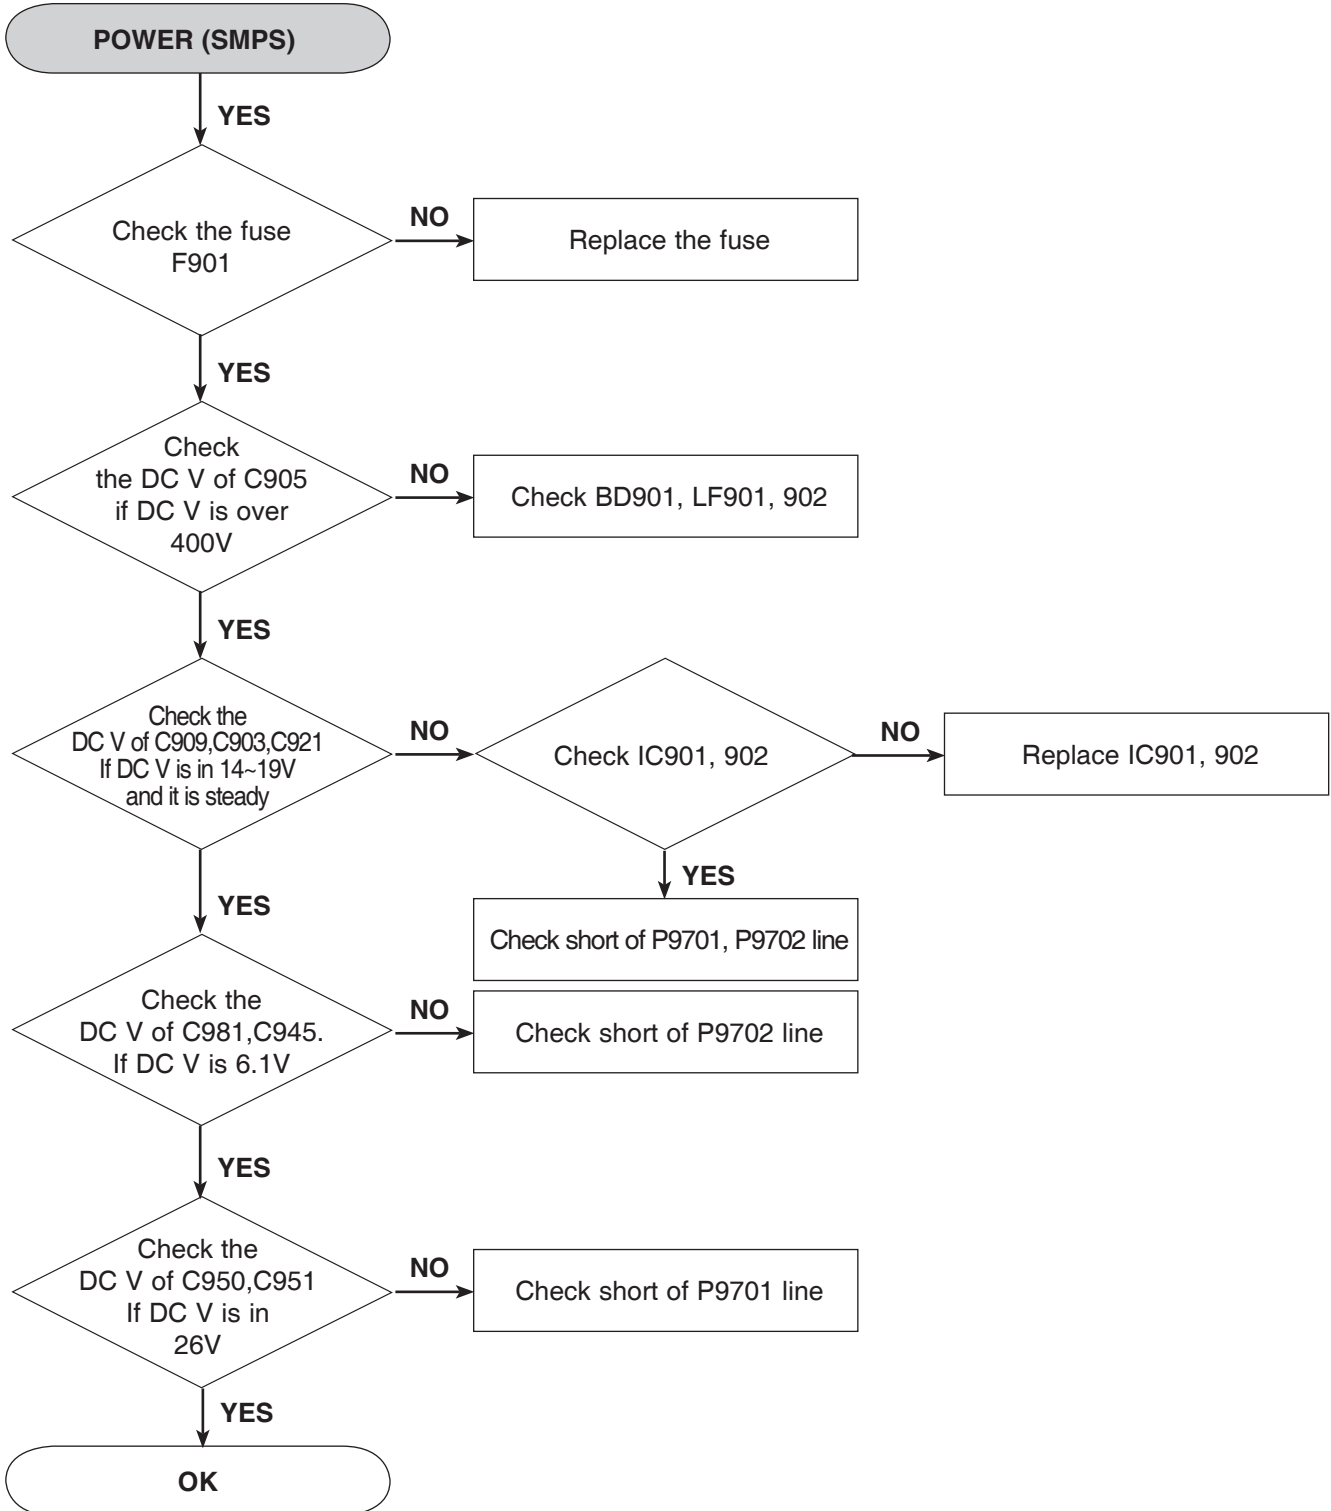 POWER (SMPS)
YES
Check the fuse
F901
NO
Replace the fuse
YES
Check
the DC V of C905
if DC V is over
400V
NO
Check BD901, LF901, 902
YES
Check the
DC V of C909,C903,C921
If DC V is in 14~19V
and it is steady
NO
Check IC901, 902
NO
Replace IC901, 902
YES
Check short of P9701, P9702 line
YES
Check the
DC V of C981,C945.
If DC V is 6.1V
NO
Check short of P9702 line
YES
Check the
DC V of C950,C951
If DC V is in
26V
NO
Check short of P9701 line
YES
OK